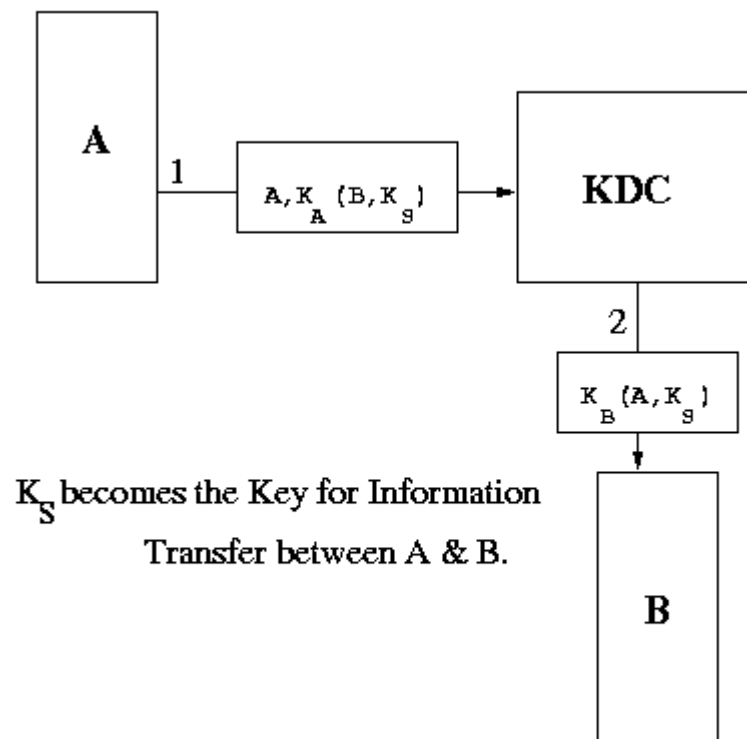 A
1
A,K_A(B,K_S)
KDC
2
K_B(A,K_S)
K_S becomes the Key for Information
Transfer between A & B.
B